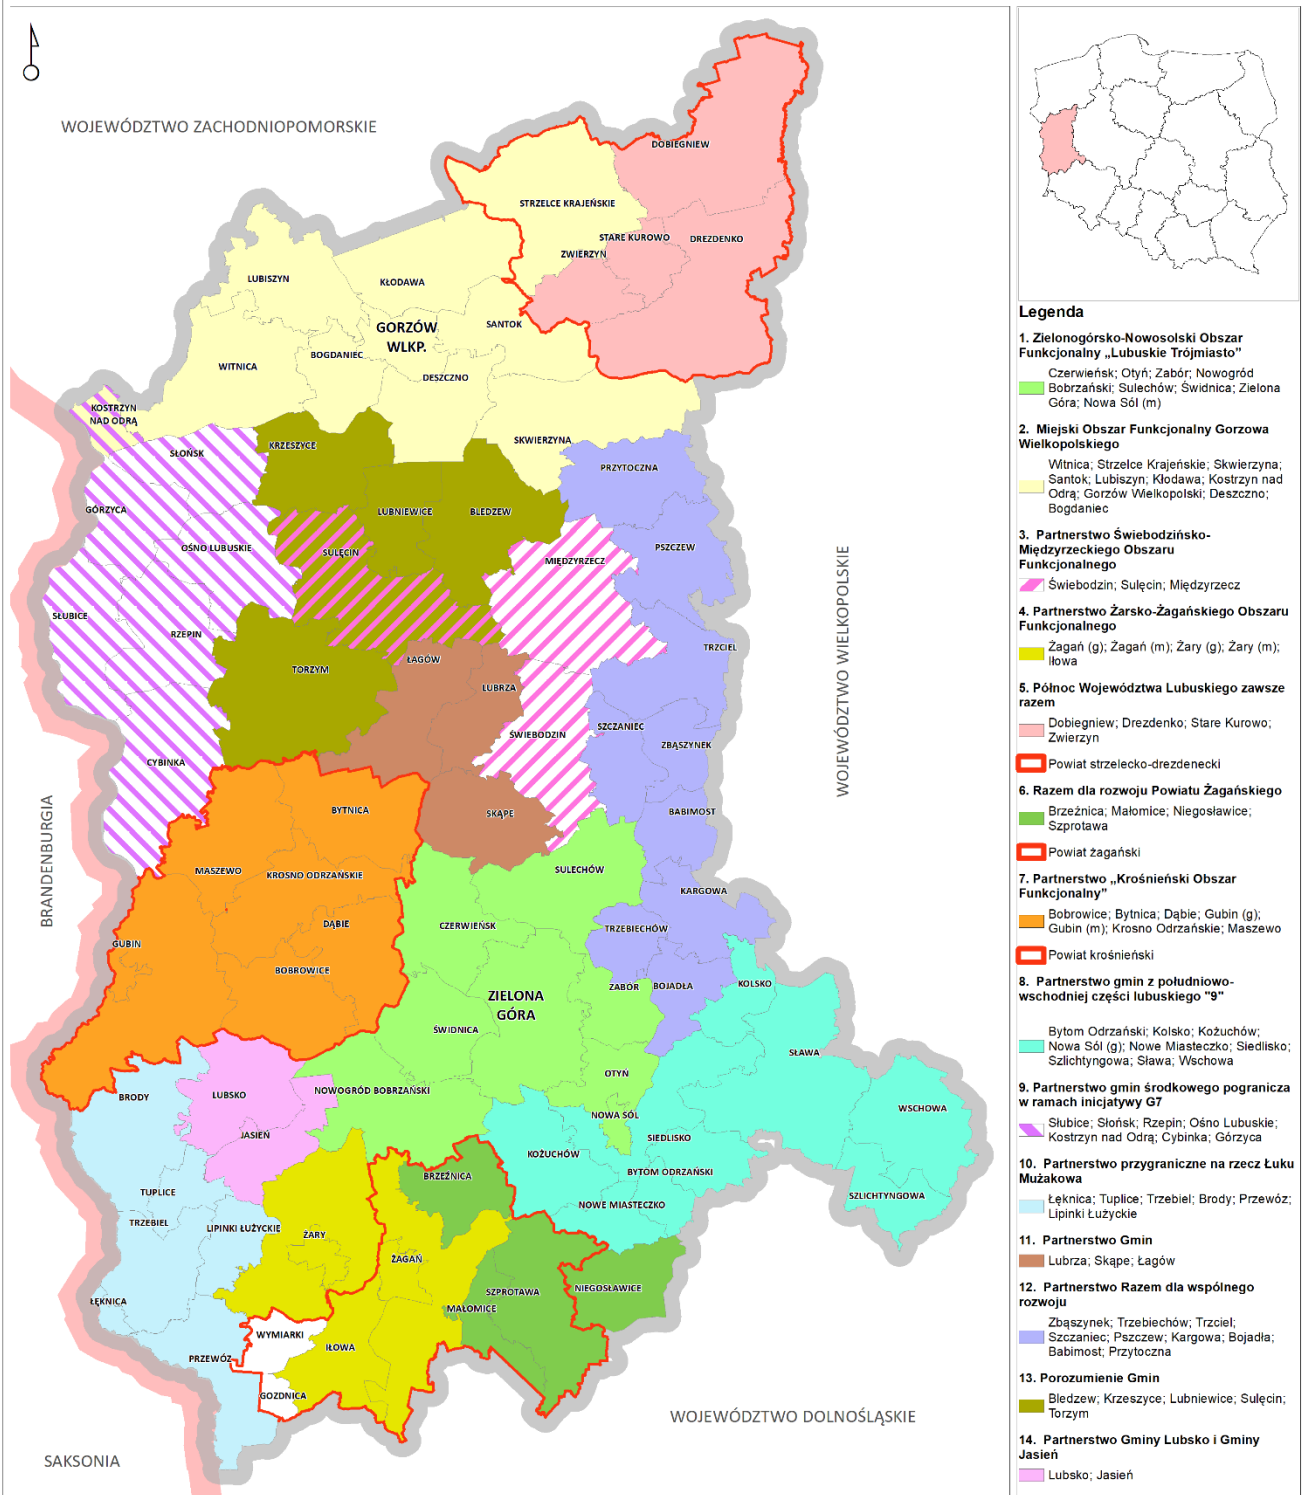 WOJEWÓDZTWO ZACHODNIOPOMORSKIE
DOBIEGNIEW
STRZELCE KRAJEŃSKIE
STARE KUROWO
DREZDENKO
ZWIERZYN
LUBISZYN
KŁODAWA
GORZÓW
WLKP.
SANTOK
BOGDANIEC
WITNICA
DESZCZNO
KOSTRZYN
NAD ODRĄ
SKWIERZYNA
KRZESZYCE
SŁOŃSK
PRZYTOCZNA
GÓRZYCA
LUBNIEWICE
BLEDZEW
OŚNO LUBUSKIE
SULĘCIN
MIĘDZYRZECZ
PSZCZEW
SŁUBICE
RZEPIN
TORZYM
ŁAGÓW
TRZCIEL
LUBRZA
SZCZANIEC
ŚWIEBODZIN
ZBĄSZYNEK
CYBINKA
BYTNICA
SKĄPE
BABIMOST
MASZEWO
KROSNO ODRZAŃSKIE
SULECHÓW
KARGOWA
DĄBIE
CZERWIEŃSK
TRZEBIECHÓW
GUBIN
BOBROWICE
ZIELONA
GÓRA
ZABÓR
BOJADŁA
KOLSKO
ŚWIDNICA
SŁAWA
OTYŃ
BRODY
LUBSKO
NOWOGRÓD BOBRZAŃSKI
WSCHOWA
NOWA SÓL
JASIEŃ
SIEDLISKO
KOŻUCHÓW
BYTOM ODRZAŃSKI
BRZEŹNICA
TUPLICE
NOWE MIASTECZKO
SZLICHTYNGOWA
TRZEBIEL
LIPINKI ŁUŻYCKIE
ŻARY
ŻAGAŃ
NIEGOSŁAWICE
SZPROTAWA
ŁĘKNICA
MAŁOMICE
WYMIARKI
IŁOWA
PRZEWÓZ
GOZDNICA
WOJEWÓDZTWO WIELKOPOLSKIE
BRANDENBURGIA
WOJEWÓDZTWO DOLNOŚLĄSKIE
SAKSONIA
Legenda
1. Zielonogórsko-Nowosolski Obszar
Funkcjonalny „Lubuskie Trójmiasto”
Czerwieńsk; Otyń; Zabór; Nowogród
Bobrzański; Sulechów; Świdnica; Zielona
Góra; Nowa Sól (m)
2. Miejski Obszar Funkcjonalny Gorzowa
Wielkopolskiego
Witnica; Strzelce Krajeńskie; Skwierzyna;
Santok; Lubiszyn; Kłodawa; Kostrzyn nad
Odrą; Gorzów Wielkopolski; Deszczno;
Bogdaniec
3. Partnerstwo Świebodzińsko-
Międzyrzeckiego Obszaru
Funkcjonalnego
Świebodzin; Sulęcin; Międzyrzecz
4. Partnerstwo Żarsko-Żagańskiego Obszaru
Funkcjonalnego
Żagań (g); Żagań (m); Żary (g); Żary (m);
Iłowa
5. Północ Województwa Lubuskiego zawsze
razem
Dobiegniew; Drezdenko; Stare Kurowo;
Zwierzyn
Powiat strzelecko-drezdenecki
6. Razem dla rozwoju Powiatu Żagańskiego
Brzeźnica; Małomice; Niegosławice;
Szprotawa
Powiat żagański
7. Partnerstwo „Krośnieński Obszar
Funkcjonalny”
Bobrowice; Bytnica; Dąbie; Gubin (g);
Gubin (m); Krosno Odrzańskie; Maszewo
Powiat krośnieński
8. Partnerstwo gmin z południowo-
wschodniej części lubuskiego "9"
Bytom Odrzański; Kolsko; Kożuchów;
Nowa Sól (g); Nowe Miasteczko; Siedlisko;
Szlichtyngowa; Sława; Wschowa
9. Partnerstwo gmin środkowego pogranicza
w ramach inicjatywy G7
Słubice; Słońsk; Rzepin; Ośno Lubuskie;
Kostrzyn nad Odrą; Cybinka; Górzyca
10. Partnerstwo przygraniczne na rzecz Łuku
Mużakowa
Łęknica; Tuplice; Trzebiel; Brody; Przewóz;
Lipinki Łużyckie
11. Partnerstwo Gmin
Lubrza; Skąpe; Łagów
12. Partnerstwo Razem dla wspólnego
rozwoju
Zbąszynek; Trzebiechów; Trzciel;
Szczaniec; Pszczew; Kargowa; Bojadła;
Babimost; Przytoczna
13. Porozumienie Gmin
Bledzew; Krzeszyce; Lubniewice; Sulęcin;
Torzym
14. Partnerstwo Gminy Lubsko i Gminy
Jasień
Lubsko; Jasień